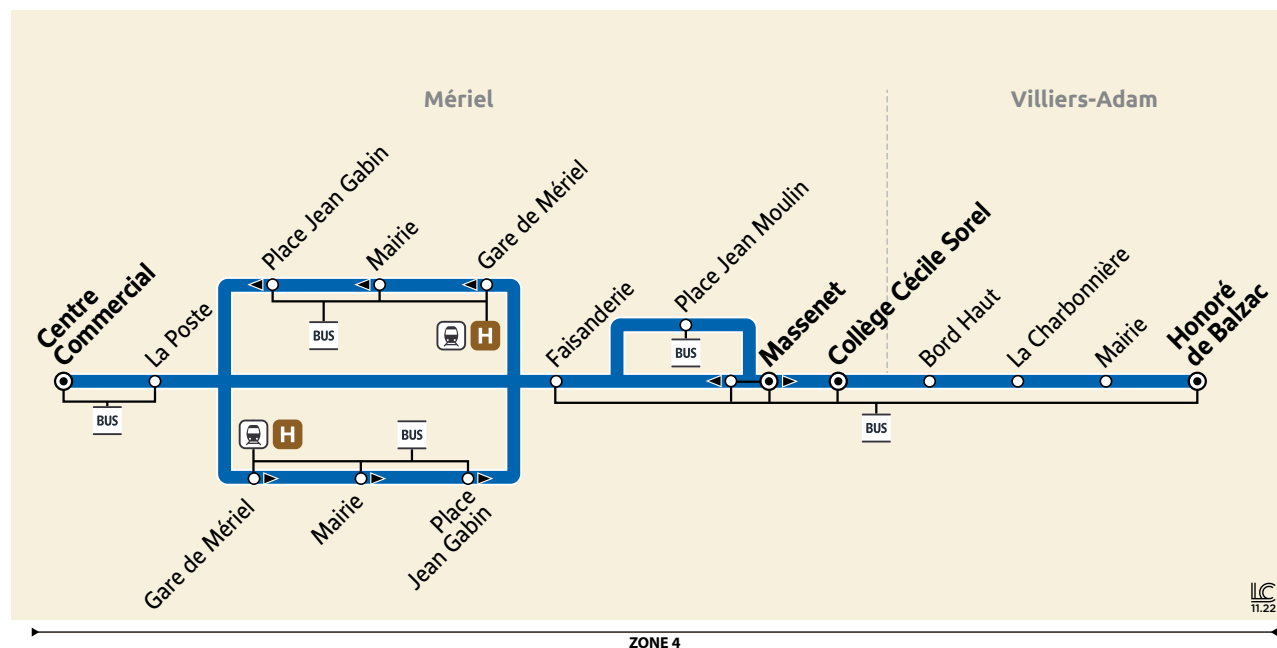 Mériel
Villiers-Adam
Centre
Commercial
La Poste
Place Jean Gabin
Mairie
Gare de Mériel
Faisanderie
Place Jean Moulin
Massenet
Collège Cécile Sorel
Bord Haut
La Charbonnière
Mairie
Honoré
de Balzac
BUS
BUS
H
BUS
BUS
H
BUS
BUS
Gare de Mériel
Mairie
Place
Jean Gabin
LC
11.22
ZONE 4